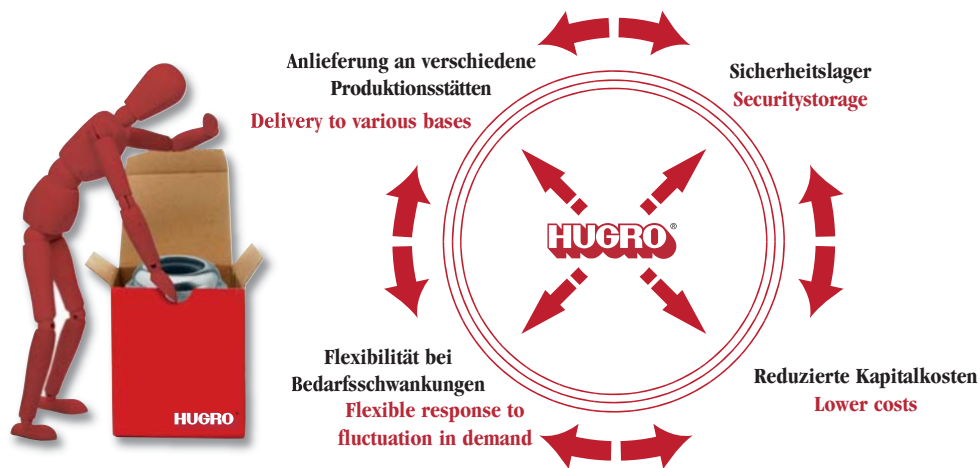 Anlieferung an verschiedene
Produktionsstätten
Delivery to various bases
Sicherheitslager
Securitystorage
HUGRO®
Flexibilität bei
Bedarfsschwankungen
Flexible response to
fluctuation in demand
Reduzierte Kapitalkosten
Lower costs
HUGRO®